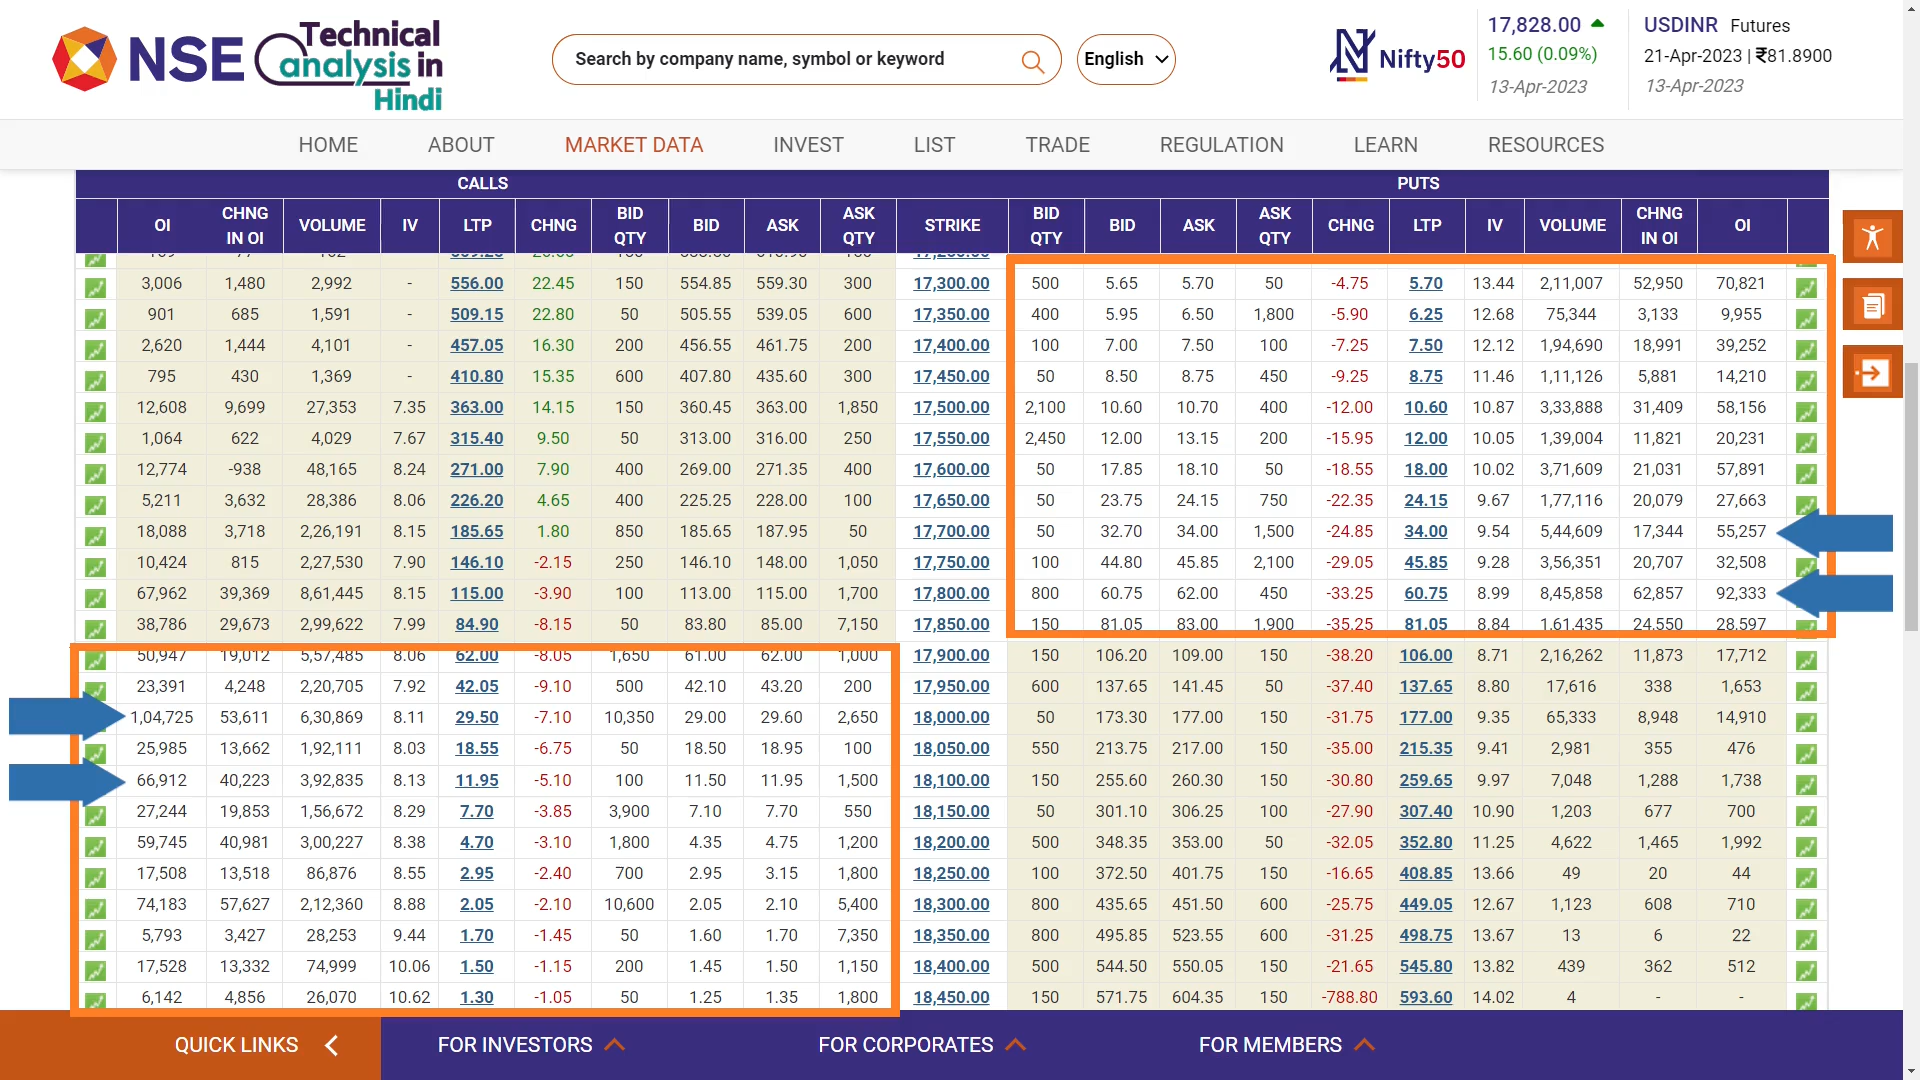 NSE
Technical
analysis in
Hindi
Search by company name, symbol or keyword
English
Nifty50
17,828.00
15.60 (0.09%)
13-Apr-2023
USDINR Futures
21-Apr-2023 | ₹81.8900
13-Apr-2023
HOME ABOUT MARKET DATA INVEST LIST TRADE REGULATION LEARN RESOURCES
CALLS PUTS
OI CHNG IN OI VOLUME IV LTP CHNG BID QTY BID ASK ASK QTY STRIKE BID QTY BID ASK ASK QTY CHNG LTP IV VOLUME CHNG IN OI OI
3,006 1,480 2,992 - 556.00 22.45 150 554.85 559.30 300 17,300.00 500 5.65 5.70 50 -4.75 5.70 13.44 2,11,007 52,950 70,821
901 685 1,591 - 509.15 22.80 50 505.55 539.05 600 17,350.00 400 5.95 6.50 1,800 -5.90 6.25 12.68 75,344 3,133 9,955
2,620 1,444 4,101 - 457.05 16.30 200 456.55 461.75 200 17,400.00 100 7.00 7.50 100 -7.25 7.50 12.12 1,94,690 18,991 39,252
795 430 1,369 - 410.80 15.35 600 407.80 435.60 300 17,450.00 50 8.50 8.75 450 -9.25 8.75 11.46 1,11,126 5,881 14,210
12,608 9,699 27,353 7.35 363.00 14.15 150 360.45 363.00 1,850 17,500.00 2,100 10.60 10.70 400 -12.00 10.60 10.87 3,33,888 31,409 58,156
1,064 622 4,029 7.67 315.40 9.50 50 313.00 316.00 250 17,550.00 2,450 12.00 13.15 200 -15.95 12.00 10.05 1,39,004 11,821 20,231
12,774 -938 48,165 8.24 271.00 7.90 400 269.00 271.35 400 17,600.00 50 17.85 18.10 50 -18.55 18.00 10.02 3,71,609 21,031 57,891
5,211 3,632 28,386 8.06 226.20 4.65 400 225.25 228.00 100 17,650.00 50 23.75 24.15 750 -22.35 24.15 9.67 1,77,116 20,079 27,663
18,088 3,718 2,26,191 8.15 185.65 1.80 850 185.65 187.95 50 17,700.00 50 32.70 34.00 1,500 -24.85 34.00 9.54 5,44,609 17,344 55,257
10,424 815 2,27,530 7.90 146.10 -2.15 250 146.10 148.00 1,050 17,750.00 100 44.80 45.85 2,100 -29.05 45.85 9.28 3,56,351 20,707 32,508
67,962 39,369 8,61,445 8.15 115.00 -3.90 100 113.00 115.00 1,700 17,800.00 800 60.75 62.00 450 -33.25 60.75 8.99 8,45,858 62,857 92,333
38,786 29,673 2,99,622 7.99 84.90 -8.15 50 83.80 85.00 7,150 17,850.00 150 81.05 83.00 1,900 -35.25 81.05 8.84 1,61,435 24,550 28,597
50,947 19,012 5,57,485 8.06 62.00 -8.05 1,650 61.00 62.00 1,000 17,900.00 150 106.20 109.00 150 -38.20 106.00 8.71 2,16,262 11,873 17,712
23,391 4,248 2,20,705 7.92 42.05 -9.10 500 42.10 43.20 200 17,950.00 600 137.65 141.45 50 -37.40 137.65 8.80 17,616 338 1,653
1,04,725 53,611 6,30,869 8.11 29.50 -7.10 10,350 29.00 29.60 2,650 18,000.00 50 173.30 177.00 150 -31.75 177.00 9.35 65,333 8,948 14,910
25,985 13,662 1,92,111 8.03 18.55 -6.75 50 18.50 18.95 100 18,050.00 550 213.75 217.00 150 -35.00 215.35 9.41 2,981 355 476
66,912 40,223 3,92,835 8.13 11.95 -5.10 100 11.50 11.95 1,500 18,100.00 150 255.60 260.30 150 -30.80 259.65 9.97 7,048 1,288 1,738
27,244 19,853 1,56,672 8.29 7.70 -3.85 3,900 7.10 7.70 550 18,150.00 50 301.10 306.25 100 -27.90 307.40 10.90 1,203 677 700
59,745 40,981 3,00,227 8.38 4.70 -3.10 1,800 4.35 4.75 1,200 18,200.00 500 348.35 353.00 50 -32.05 352.80 11.25 4,622 1,465 1,992
17,508 13,518 86,876 8.55 2.95 -2.40 700 2.95 3.15 1,800 18,250.00 100 372.50 401.75 150 -16.65 408.85 13.66 49 20 44
74,183 57,627 2,12,360 8.88 2.05 -2.10 10,600 2.05 2.10 5,400 18,300.00 800 435.65 451.50 600 -25.75 449.05 12.67 1,123 608 710
5,793 3,427 28,253 9.44 1.70 -1.45 50 1.60 1.70 7,350 18,350.00 800 495.85 523.55 600 -31.25 498.75 13.67 13 6 22
17,528 13,332 74,999 10.06 1.50 -1.15 200 1.45 1.50 1,150 18,400.00 500 544.50 550.05 150 -21.65 545.80 13.82 439 362 512
6,142 4,856 26,070 10.62 1.30 -1.05 50 1.25 1.35 1,800 18,450.00 150 571.75 604.35 150 -788.80 593.60 14.02 4 - -
QUICK LINKS FOR INVESTORS FOR CORPORATES FOR MEMBERS